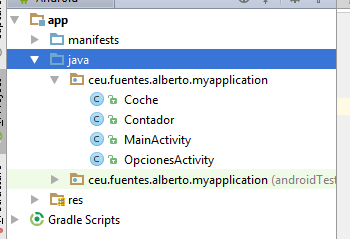 app
manifests
java
ceu.fuentes.alberto.myapplication
Coche
Contador
MainActivity
OpcionesActivity
ceu.fuentes.alberto.myapplication (androidTest
res
Gradle Scripts